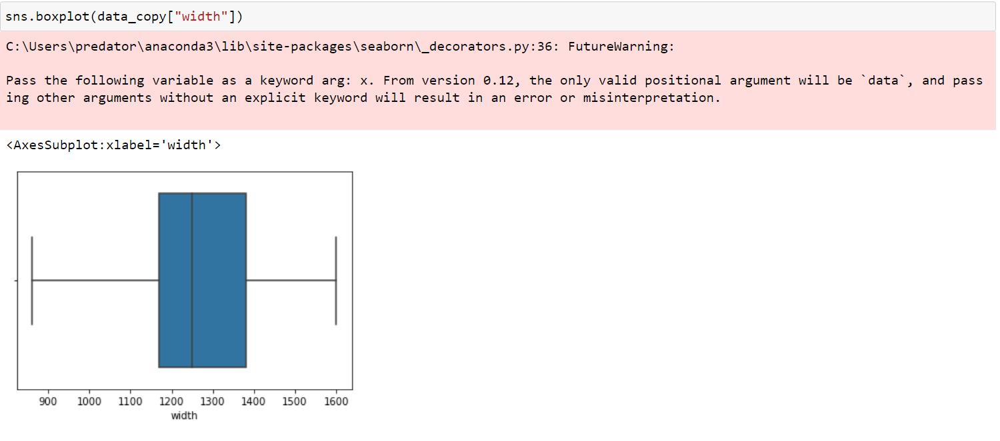 sns.boxplot(data_copy["width"])
C:\Users\predator\anaconda3\lib\site-packages\seaborn\_decorators.py:36: FutureWarning:
Pass the following variable as a keyword arg: x. From version 0.12, the only valid positional argument will be `data`, and pass
ing other arguments without an explicit keyword will result in an error or misinterpretation.
<AxesSubplot:xlabel='width'>
900 1000 1100 1200 1300 1400 1500 1600
width